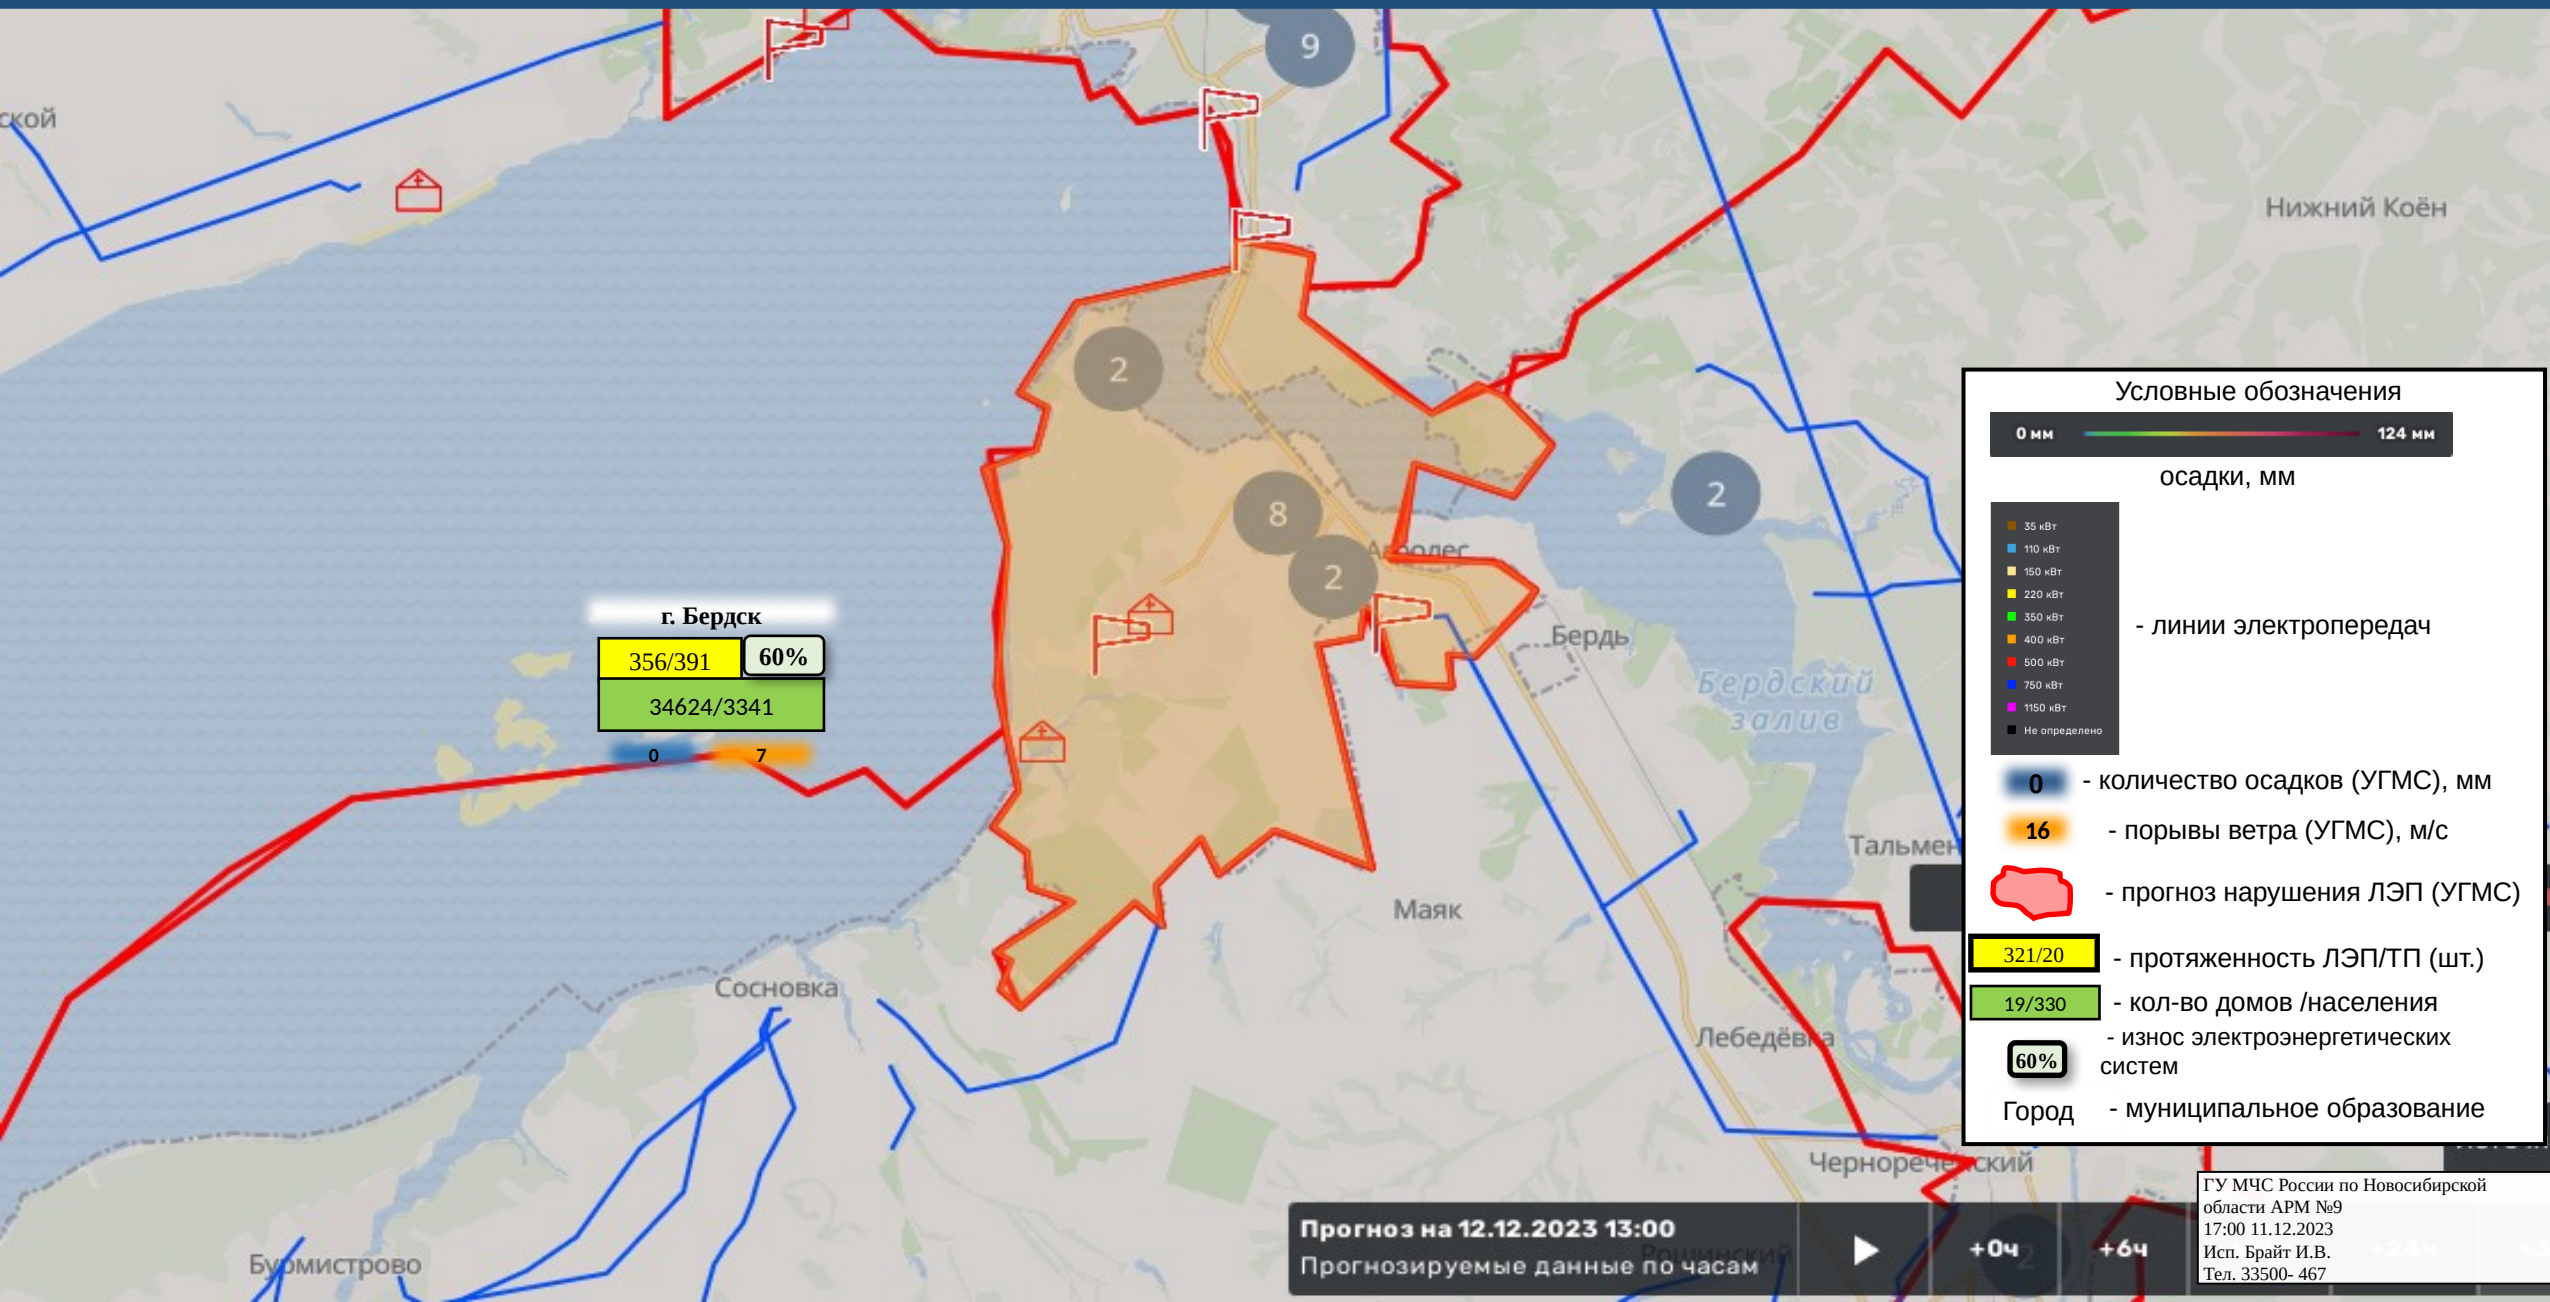 9
ской
Нижний Коён
2
Условные обозначения
0 мм
124 мм
осадки, мм
8
2
2
Агролес
35 кВт
110 кВт
150 кВт
220 кВт
350 кВт
400 кВт
500 кВт
750 кВт
1150 кВт
Не определено
- линии электропередач
г. Бердск
356/391
60%
34624/3341
0
7
Бердь
Бердский
залив
0
- количество осадков (УГМС), мм
16
- порывы ветра (УГМС), м/с
Тальмен
- прогноз нарушения ЛЭП (УГМС)
Маяк
321/20
- протяженность ЛЭП/ТП (шт.)
Сосновка
19/330
- кол-во домов /населения
Лебедёвка
60%
- износ электроэнергетических
систем
Город
- муниципальное образование
Чернореченский
ГУ МЧС России по Новосибирской
области АРМ №9
17:00 11.12.2023
Исп. Брайт И.В.
Тел. 33500- 467
Прогноз на 12.12.2023 13:00
Прогнозируемые данные по часам
Рощинский
+0ч
2
+6ч
+24ч
Бурмистрово